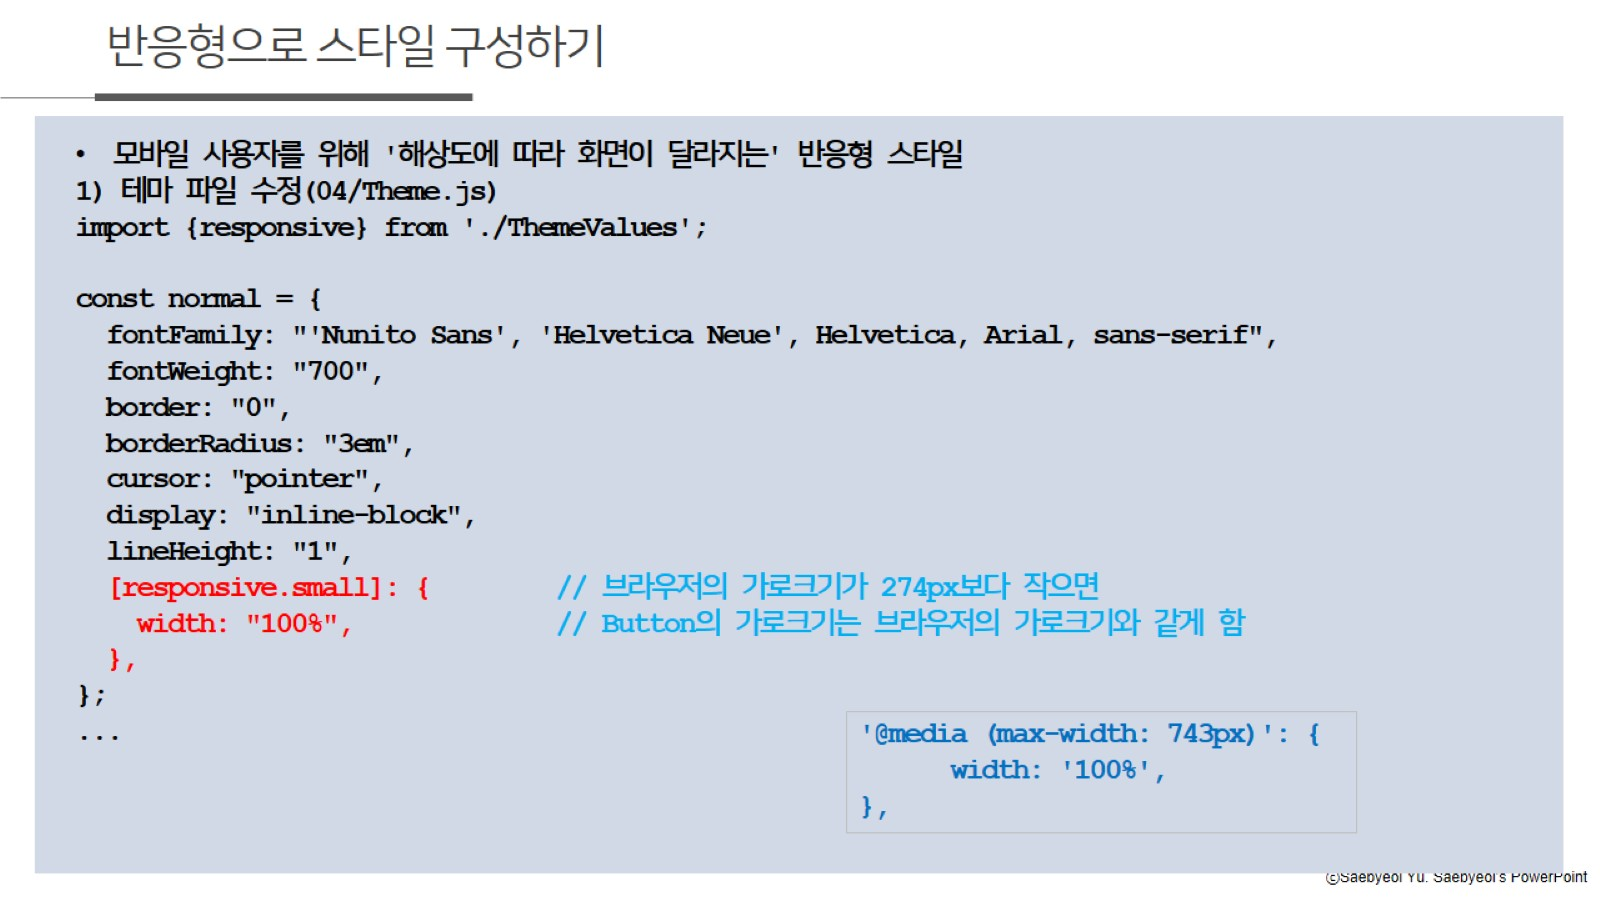 반응형으로 스타일 구성하기
• 모바일 사용자를 위해 '해상도에 따라 화면이 달라지는' 반응형 스타일
1) 테마 파일 수정(04/Theme.js)
import {responsive} from './ThemeValues';
const normal = {
fontFamily: "'Nunito Sans', 'Helvetica Neue', Helvetica, Arial, sans-serif",
fontWeight: "700",
border: "0",
borderRadius: "3em",
cursor: "pointer",
display: "inline-block",
lineHeight: "1",
[responsive.small]: { // 브라우저의 가로크기가 274px보다 작으면
width: "100%", // Button의 가로크기는 브라우저의 가로크기와 같게 함
},
};
...
'@media (max-width: 743px)': {
width: '100%',
},
ⓒSaebyeol Yu. Saebyeol's PowerPoint